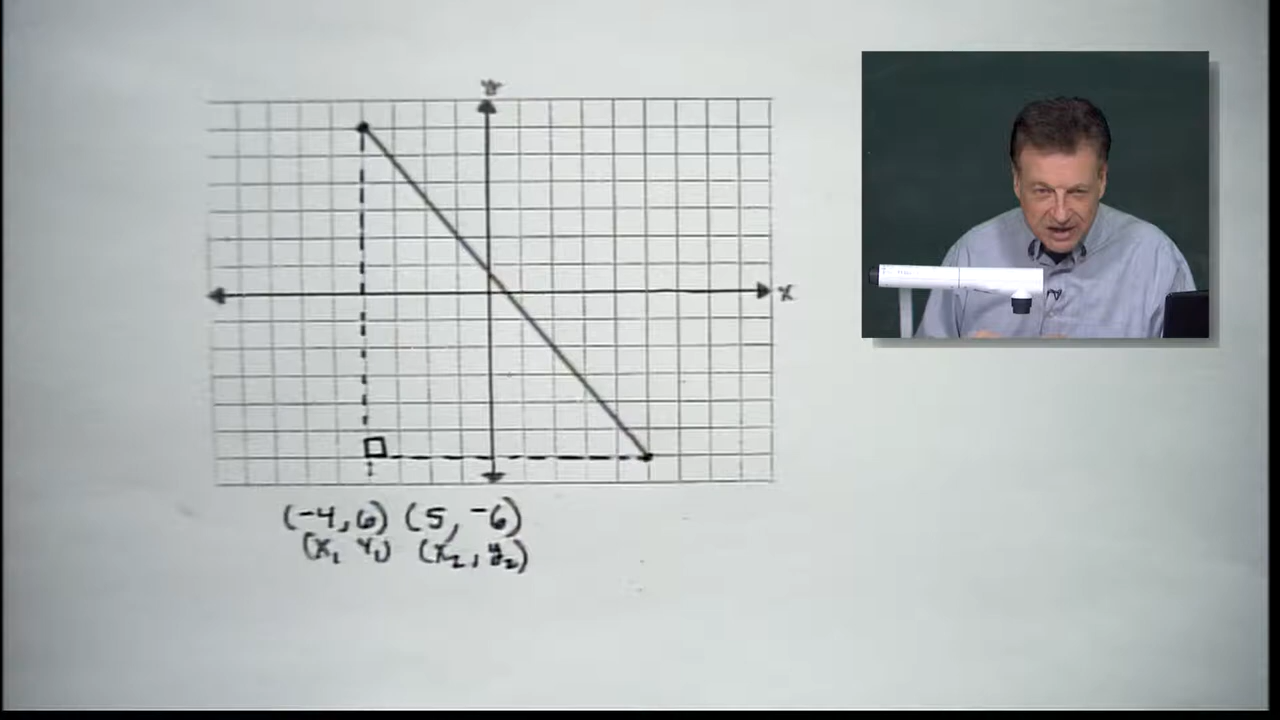 y
x
(-4, 6) (5, -6)
(x₁ y₁) (x₂, y₂)